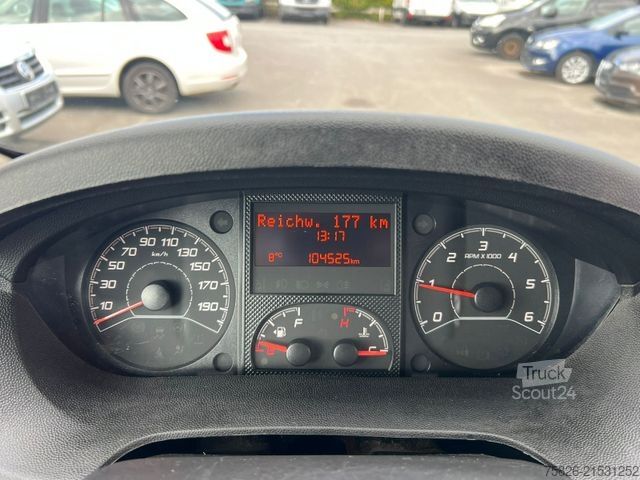 Reichw. 177 km
13:17
8°C 104525km
10 30 50 70 90 110 130 150 170 190
km/h
F
H
C
0 1 2 3 4 5 6
RPM X 1000
Truck
Scout24
75826-21531252